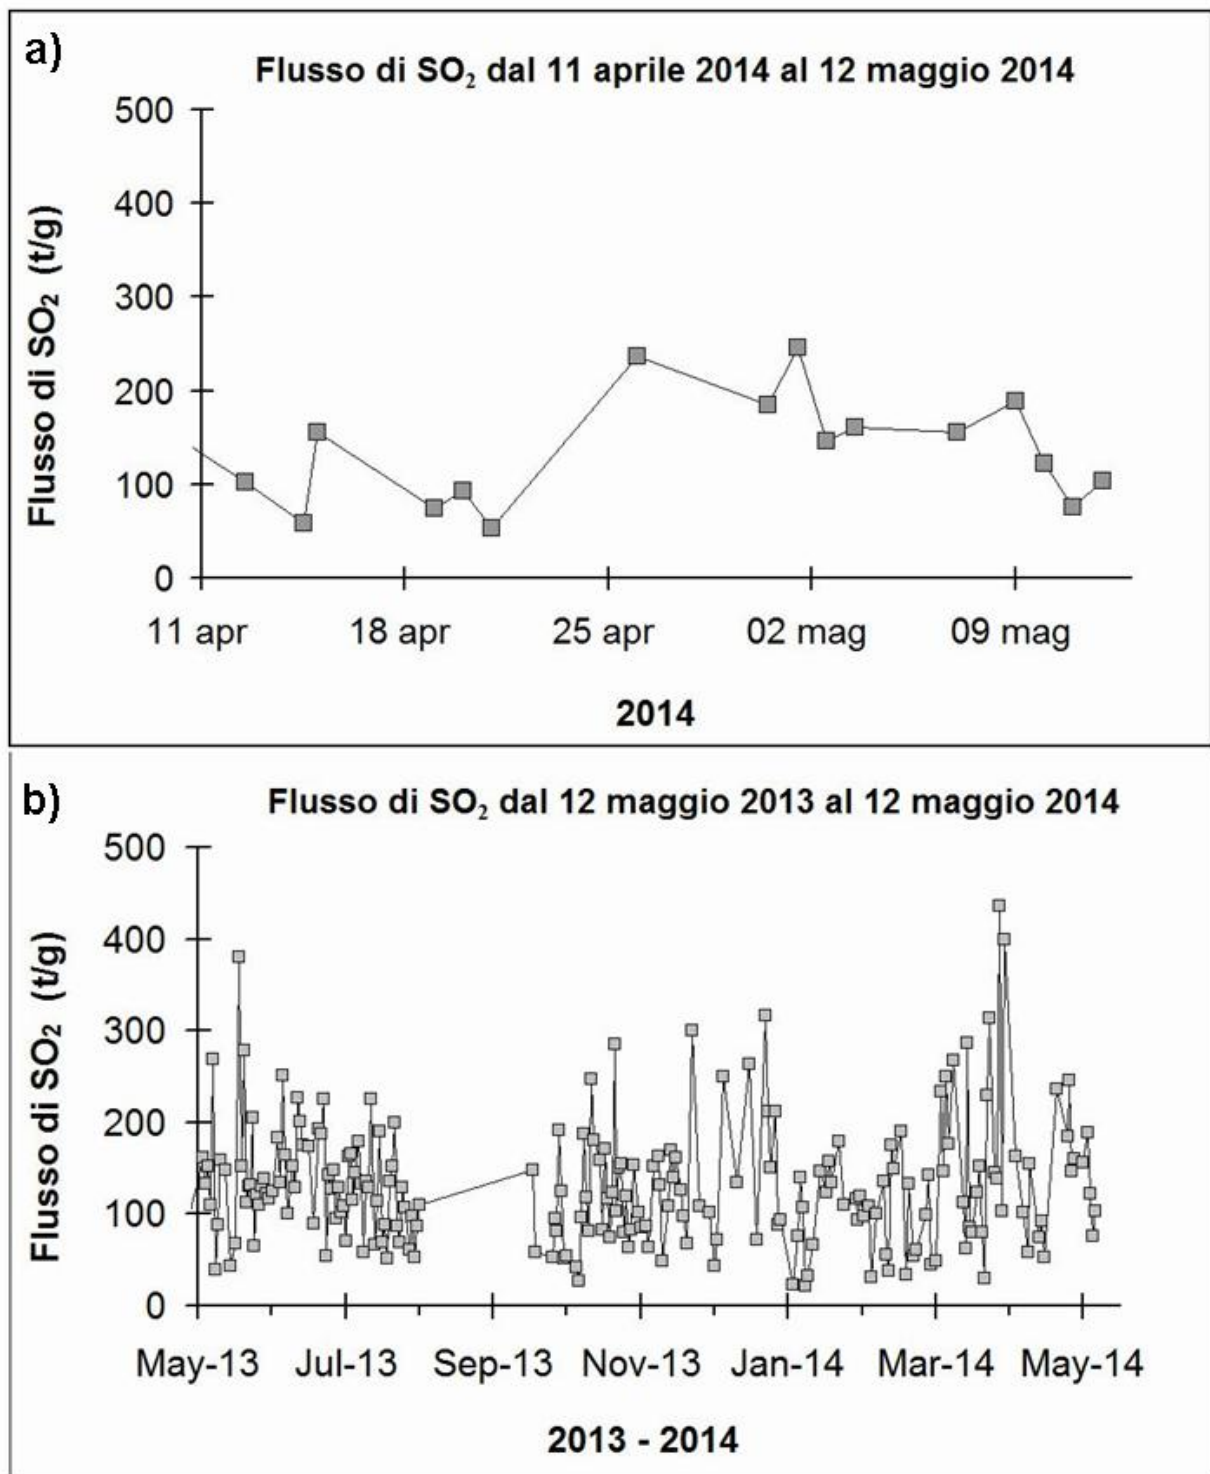 a)
Flusso di SO₂ dal 11 aprile 2014 al 12 maggio 2014
500
400
300
200
100
0
Flusso di SO₂ (t/g)
11 apr 18 apr 25 apr 02 mag 09 mag
2014
b)
Flusso di SO₂ dal 12 maggio 2013 al 12 maggio 2014
500
400
300
200
100
0
Flusso di SO₂ (t/g)
May-13 Jul-13 Sep-13 Nov-13 Jan-14 Mar-14 May-14
2013 - 2014